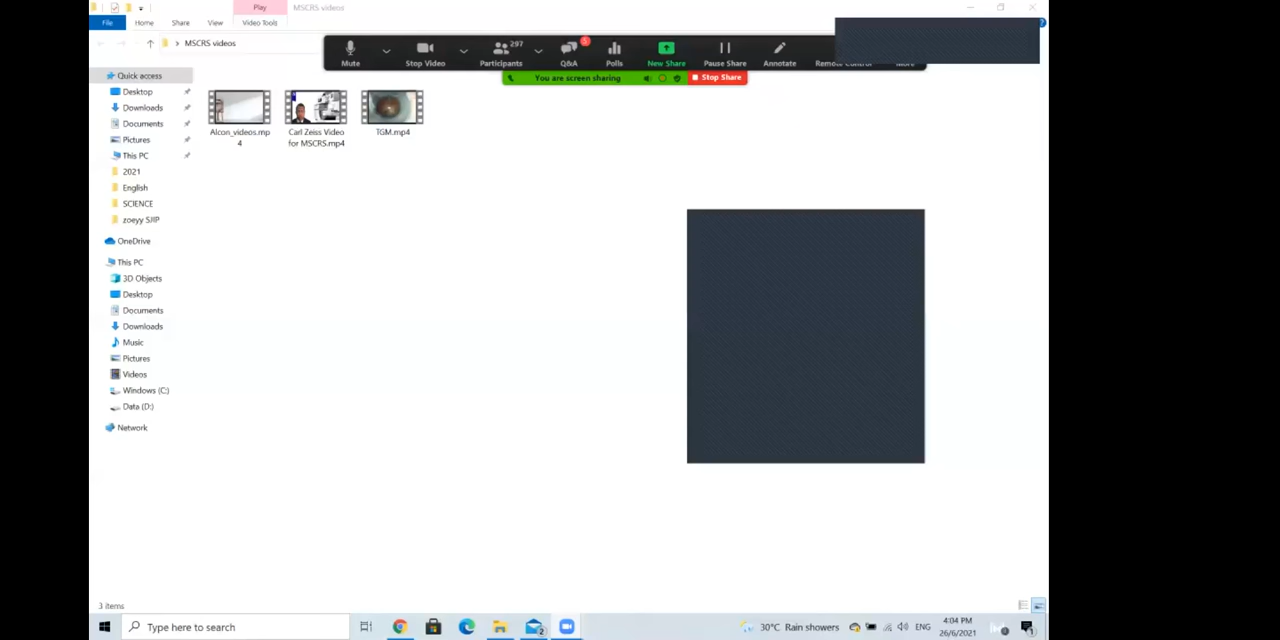 Play
MSCRS videos
File
Home
Share
View
Video Tools
MSCRS videos
Mute
Stop Video
297
Participants
5
Q&A
Polls
New Share
Pause Share
Annotate
You are screen sharing
Stop Share
Quick access
Desktop
Downloads
Documents
Pictures
This PC
2021
English
SCIENCE
zoeyy SJIP
OneDrive
This PC
3D Objects
Desktop
Documents
Downloads
Music
Pictures
Videos
Windows (C:)
Data (D:)
Network
Alcon_videos.mp
4
Carl Zeiss Video
for MSCRS.mp4
TGM.mp4
3 items
Type here to search
2
30°C Rain showers
ENG
4:04 PM
26/6/2021